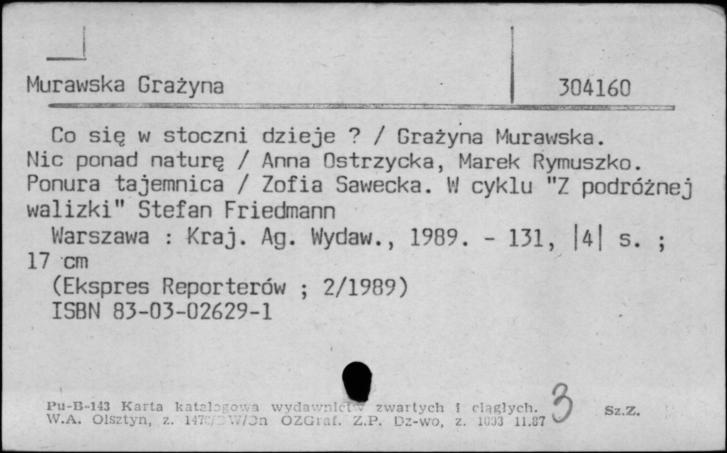 Murawska Grażyna 304160
Co się w stoczni dzieje ? / Grażyna Murawska.
Nic ponad naturę / Anna Ostrzycka, Marek Rymuszko.
Ponura tajemnica / Zofia Sawecka. W cyklu "Z podróżnej
walizki" Stefan Friedmann
Warszawa : Kraj. Ag. Wydaw., 1989. - 131, |4| s. ;
17 cm
(Ekspres Reporterów ; 2/1989)
ISBN 83-03-02629-1
3
Pu-B-143 Karta katalogowa wydawnictw zwartych i ciągłych. Sz.Z.
W.A. Olsztyn, z. OZGraf. Z.P. Dz-wo, z. 11.87